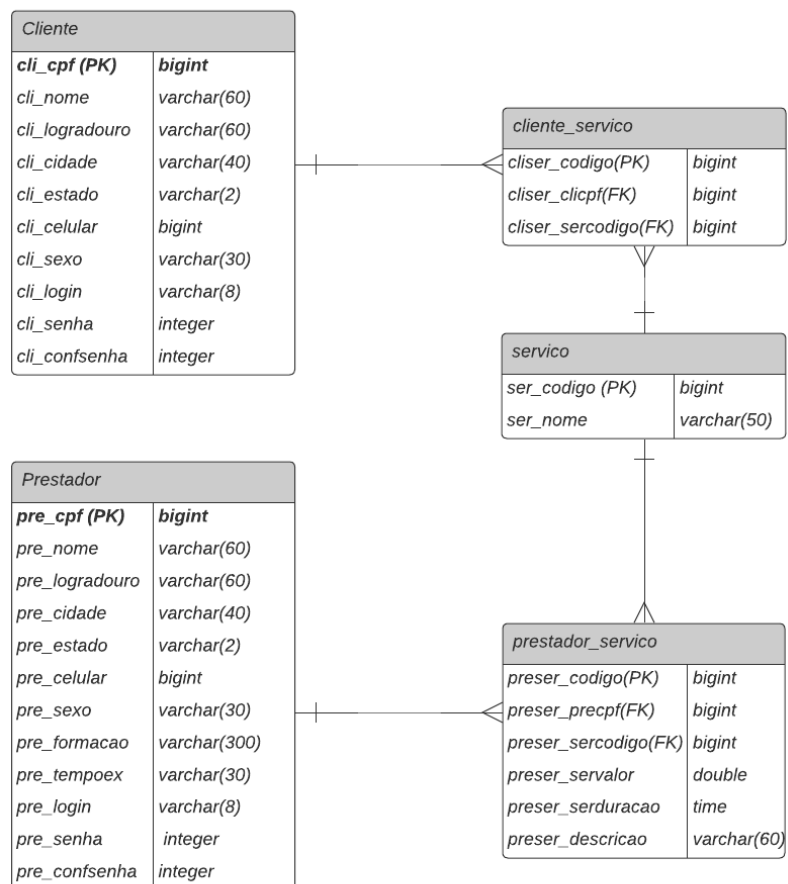 Cliente
cli_cpf (PK) bigint
cli_nome varchar(60)
cli_logradouro varchar(60)
cli_cidade varchar(40)
cli_estado varchar(2)
cli_celular bigint
cli_sexo varchar(30)
cli_login varchar(8)
cli_senha integer
cli_confsenha integer
cliente_servico
cliser_codigo(PK) bigint
cliser_clicpf(FK) bigint
cliser_sercodigo(FK) bigint
servico
ser_codigo (PK) bigint
ser_nome varchar(50)
Prestador
pre_cpf (PK) bigint
pre_nome varchar(60)
pre_logradouro varchar(60)
pre_cidade varchar(40)
pre_estado varchar(2)
pre_celular bigint
pre_sexo varchar(30)
pre_formacao varchar(300)
pre_tempoex varchar(30)
pre_login varchar(8)
pre_senha integer
pre_confsenha integer
prestador_servico
preser_codigo(PK) bigint
preser_precpf(FK) bigint
preser_sercodigo(FK) bigint
preser_servalor double
preser_serduracao time
preser_descricao varchar(60)